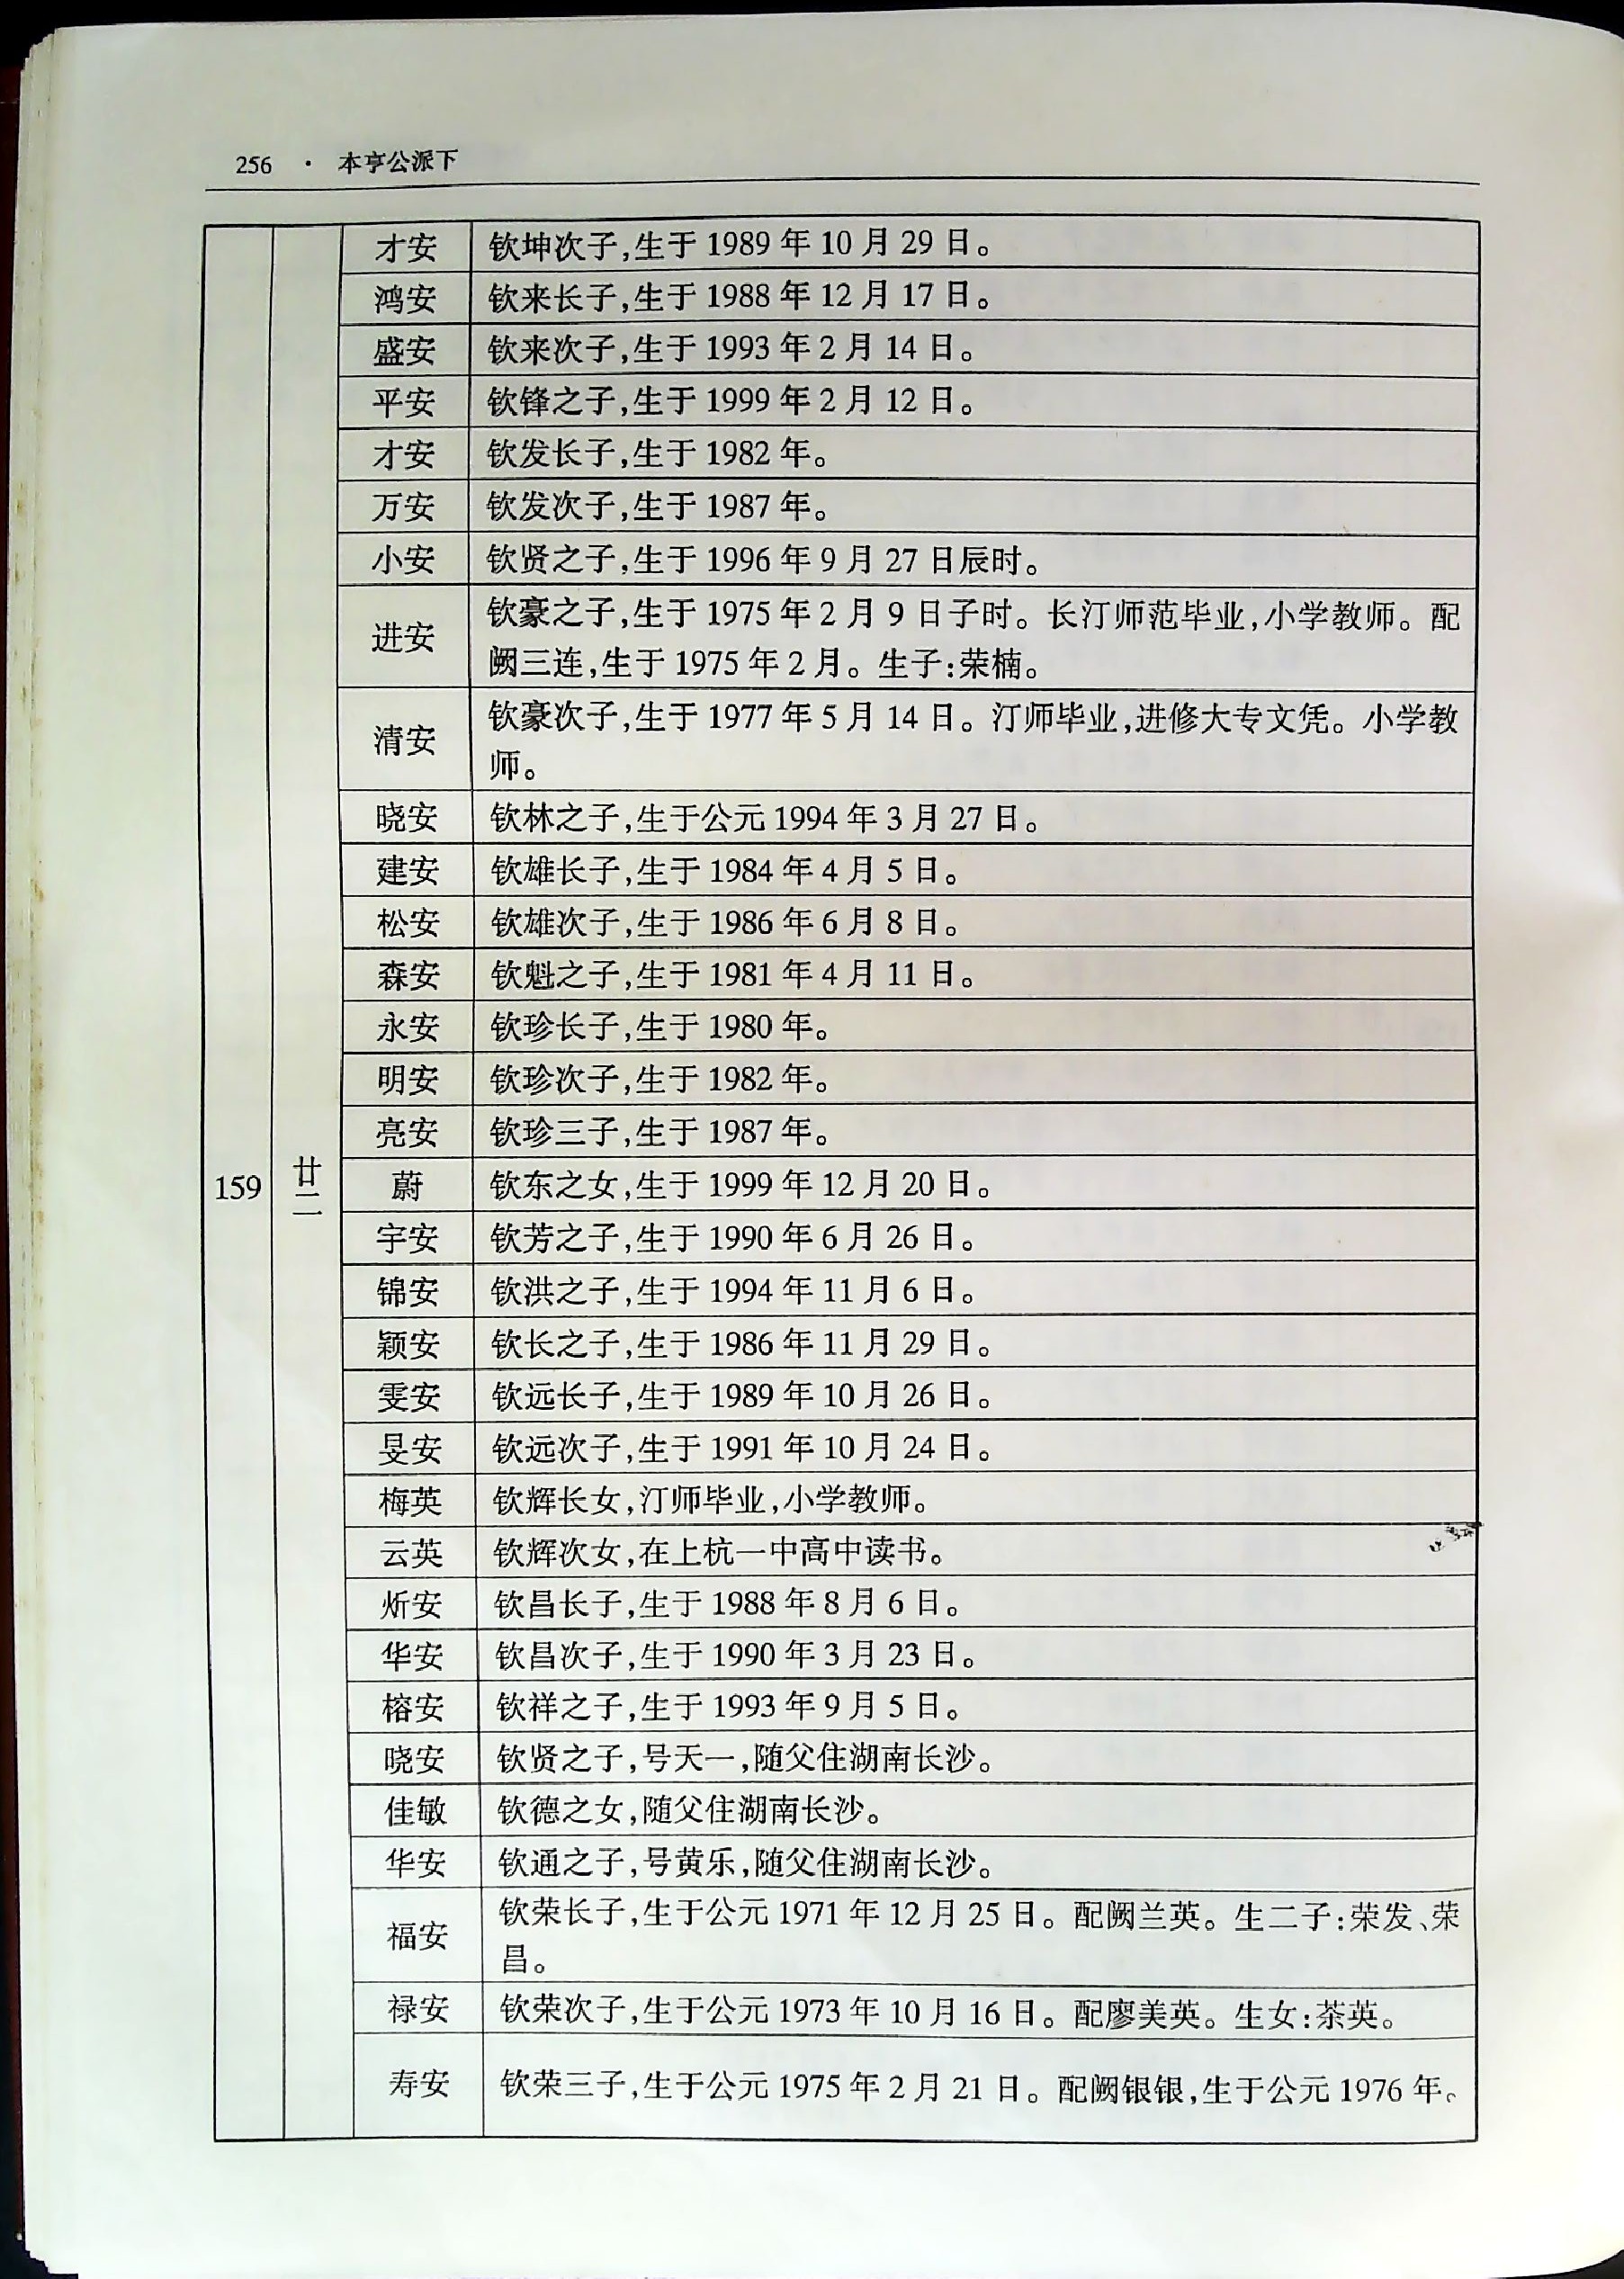 256 · 本亨公派下
才安 钦坤次子,生于 1989 年 10 月 29 日。
鸿安 钦来长子,生于 1988 年 12 月 17 日。
盛安 钦来次子,生于 1993 年 2 月 14 日。
平安 钦锋之子,生于 1999 年 2 月 12 日。
才安 钦发长子,生于 1982 年。
万安 钦发次子,生于 1987 年。
小安 钦贤之子,生于 1996 年 9 月 27 日辰时。
进安 钦豪之子,生于 1975 年 2 月 9 日子时。长汀师范毕业,小学教师。配
阙三连,生于 1975 年 2 月。生子:荣楠。
清安 钦豪次子,生于 1977 年 5 月 14 日。汀师毕业,进修大专文凭。小学教
师。
晓安 钦林之子,生于公元 1994 年 3 月 27 日。
建安 钦雄长子,生于 1984 年 4 月 5 日。
松安 钦雄次子,生于 1986 年 6 月 8 日。
森安 钦魁之子,生于 1981 年 4 月 11 日。
永安 钦珍长子,生于 1980 年。
明安 钦珍次子,生于 1982 年。
亮安 钦珍三子,生于 1987 年。
159 廿二 蔚 钦东之女,生于 1999 年 12 月 20 日。
宇安 钦芳之子,生于 1990 年 6 月 26 日。
锦安 钦洪之子,生于 1994 年 11 月 6 日。
颖安 钦长之子,生于 1986 年 11 月 29 日。
雯安 钦远长子,生于 1989 年 10 月 26 日。
旻安 钦远次子,生于 1991 年 10 月 24 日。
梅英 钦辉长女,汀师毕业,小学教师。
云英 钦辉次女,在上杭一中高中读书。
炘安 钦昌长子,生于 1988 年 8 月 6 日。
华安 钦昌次子,生于 1990 年 3 月 23 日。
榕安 钦祥之子,生于 1993 年 9 月 5 日。
晓安 钦贤之子,号天一,随父住湖南长沙。
佳敏 钦德之女,随父住湖南长沙。
华安 钦通之子,号黄乐,随父住湖南长沙。
福安 钦荣长子,生于公元 1971 年 12 月 25 日。配阙兰英。生二子:荣发、荣
昌。
禄安 钦荣次子,生于公元 1973 年 10 月 16 日。配廖美英。生女:茶英。
寿安 钦荣三子,生于公元 1975 年 2 月 21 日。配阙银银,生于公元 1976 年。